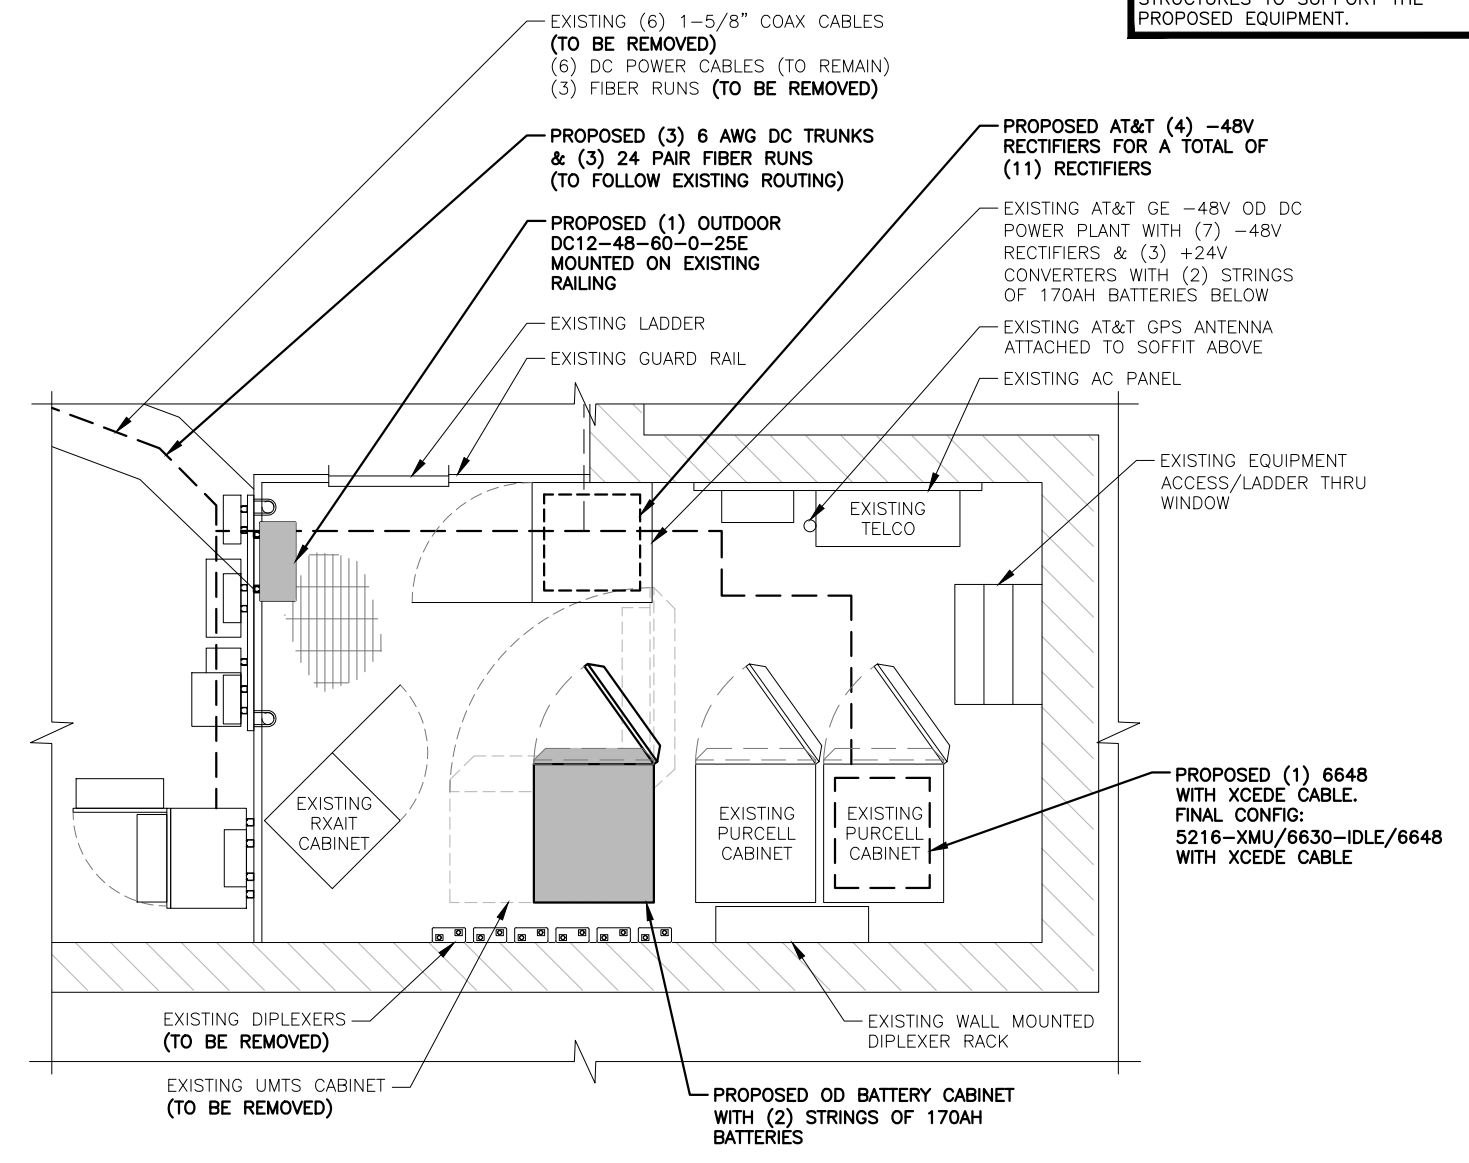 PROPOSED EQUIPMENT.
EXISTING (6) 1-5/8" COAX CABLES
(TO BE REMOVED)
(6) DC POWER CABLES (TO REMAIN)
(3) FIBER RUNS (TO BE REMOVED)
PROPOSED (3) 6 AWG DC TRUNKS
& (3) 24 PAIR FIBER RUNS
(TO FOLLOW EXISTING ROUTING)
PROPOSED (1) OUTDOOR
DC12-48-60-0-25E
MOUNTED ON EXISTING
RAILING
EXISTING LADDER
EXISTING GUARD RAIL
PROPOSED AT&T (4) -48V
RECTIFIERS FOR A TOTAL OF
(11) RECTIFIERS
EXISTING AT&T GE -48V OD DC
POWER PLANT WITH (7) -48V
RECTIFIERS & (3) +24V
CONVERTERS WITH (2) STRINGS
OF 170AH BATTERIES BELOW
EXISTING AT&T GPS ANTENNA
ATTACHED TO SOFFIT ABOVE
EXISTING AC PANEL
EXISTING EQUIPMENT
ACCESS/LADDER THRU
WINDOW
EXISTING
TELCO
EXISTING
RXAIT
CABINET
EXISTING
PURCELL
CABINET
EXISTING
PURCELL
CABINET
PROPOSED (1) 6648
WITH XCEDE CABLE.
FINAL CONFIG:
5216-XMU/6630-IDLE/6648
WITH XCEDE CABLE
EXISTING DIPLEXERS
(TO BE REMOVED)
EXISTING UMTS CABINET
(TO BE REMOVED)
EXISTING WALL MOUNTED
DIPLEXER RACK
PROPOSED OD BATTERY CABINET
WITH (2) STRINGS OF 170AH
BATTERIES